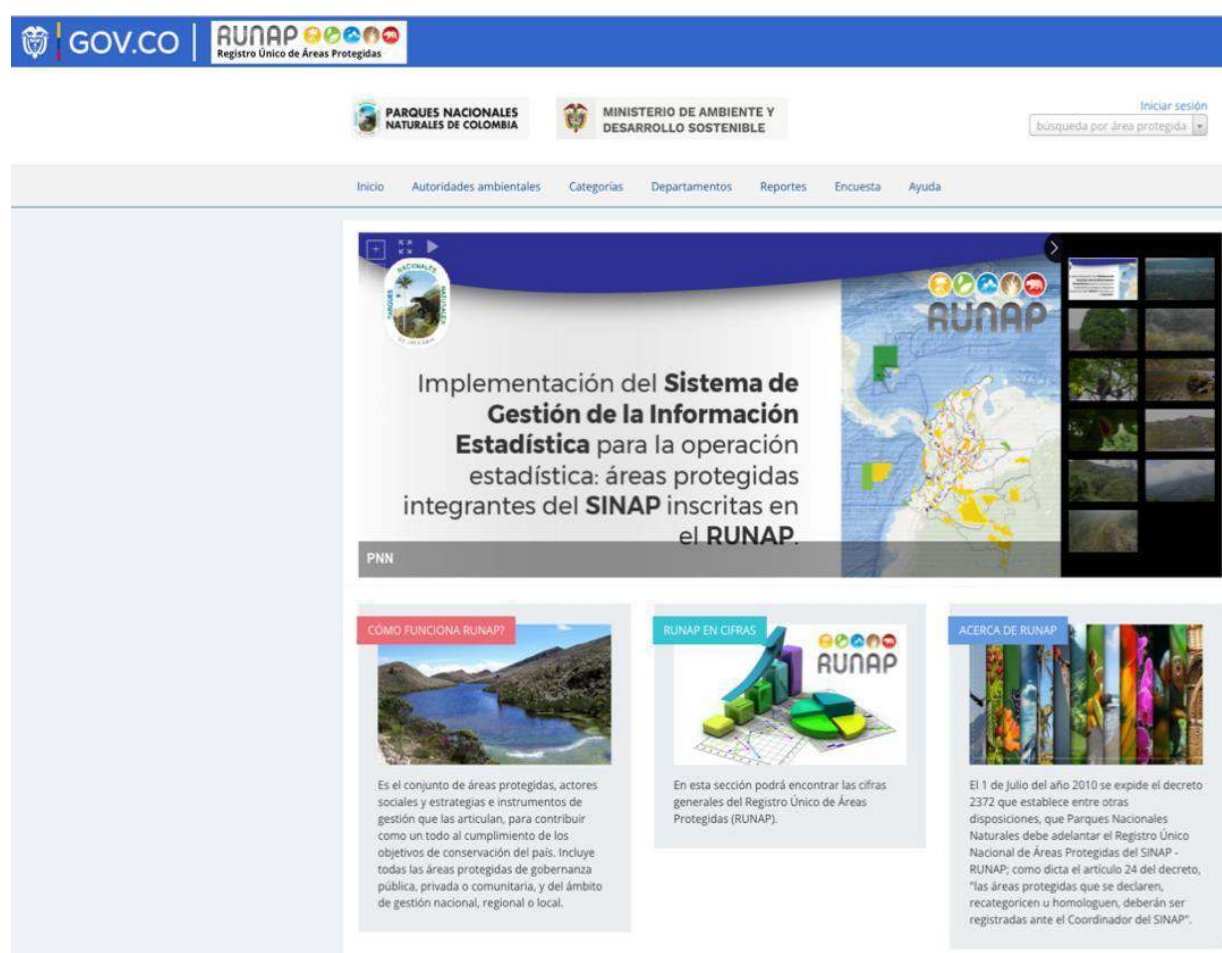 GOV.CO
RUNAP
Registro Único de Áreas Protegidas
PARQUES NACIONALES
NATURALES DE COLOMBIA
MINISTERIO DE AMBIENTE Y
DESARROLLO SOSTENIBLE
Iniciar sesión
búsqueda por área protegida
Inicio Autoridades ambientales Categorías Departamentos Reportes Encuesta Ayuda
PARQUES NACIONALES NATURALES
DE COLOMBIA
RUNAP
Implementación del Sistema de
Gestión de la Información
Estadística para la operación
estadística: áreas protegidas
integrantes del SINAP inscritas en
el RUNAP.
PNN
CÓMO FUNCIONA RUNAP?
Es el conjunto de áreas protegidas, actores
sociales y estrategias e instrumentos de
gestión que las articulan, para contribuir
como un todo al cumplimiento de los
objetivos de conservación del país. Incluye
todas las áreas protegidas de gobernanza
pública, privada o comunitaria, y del ámbito
de gestión nacional, regional o local.
RUNAP EN CIFRAS
RUNAP
En esta sección podrá encontrar las cifras
generales del Registro Único de Áreas
Protegidas (RUNAP).
ACERCA DE RUNAP
El 1 de Julio del año 2010 se expide el decreto
2372 que establece entre otras
disposiciones, que Parques Nacionales
Naturales debe adelantar el Registro Único
Nacional de Áreas Protegidas del SINAP -
RUNAP; como dicta el artículo 24 del decreto,
"las áreas protegidas que se declaren,
recategoricen u homologuen, deberán ser
registradas ante el Coordinador del SINAP".